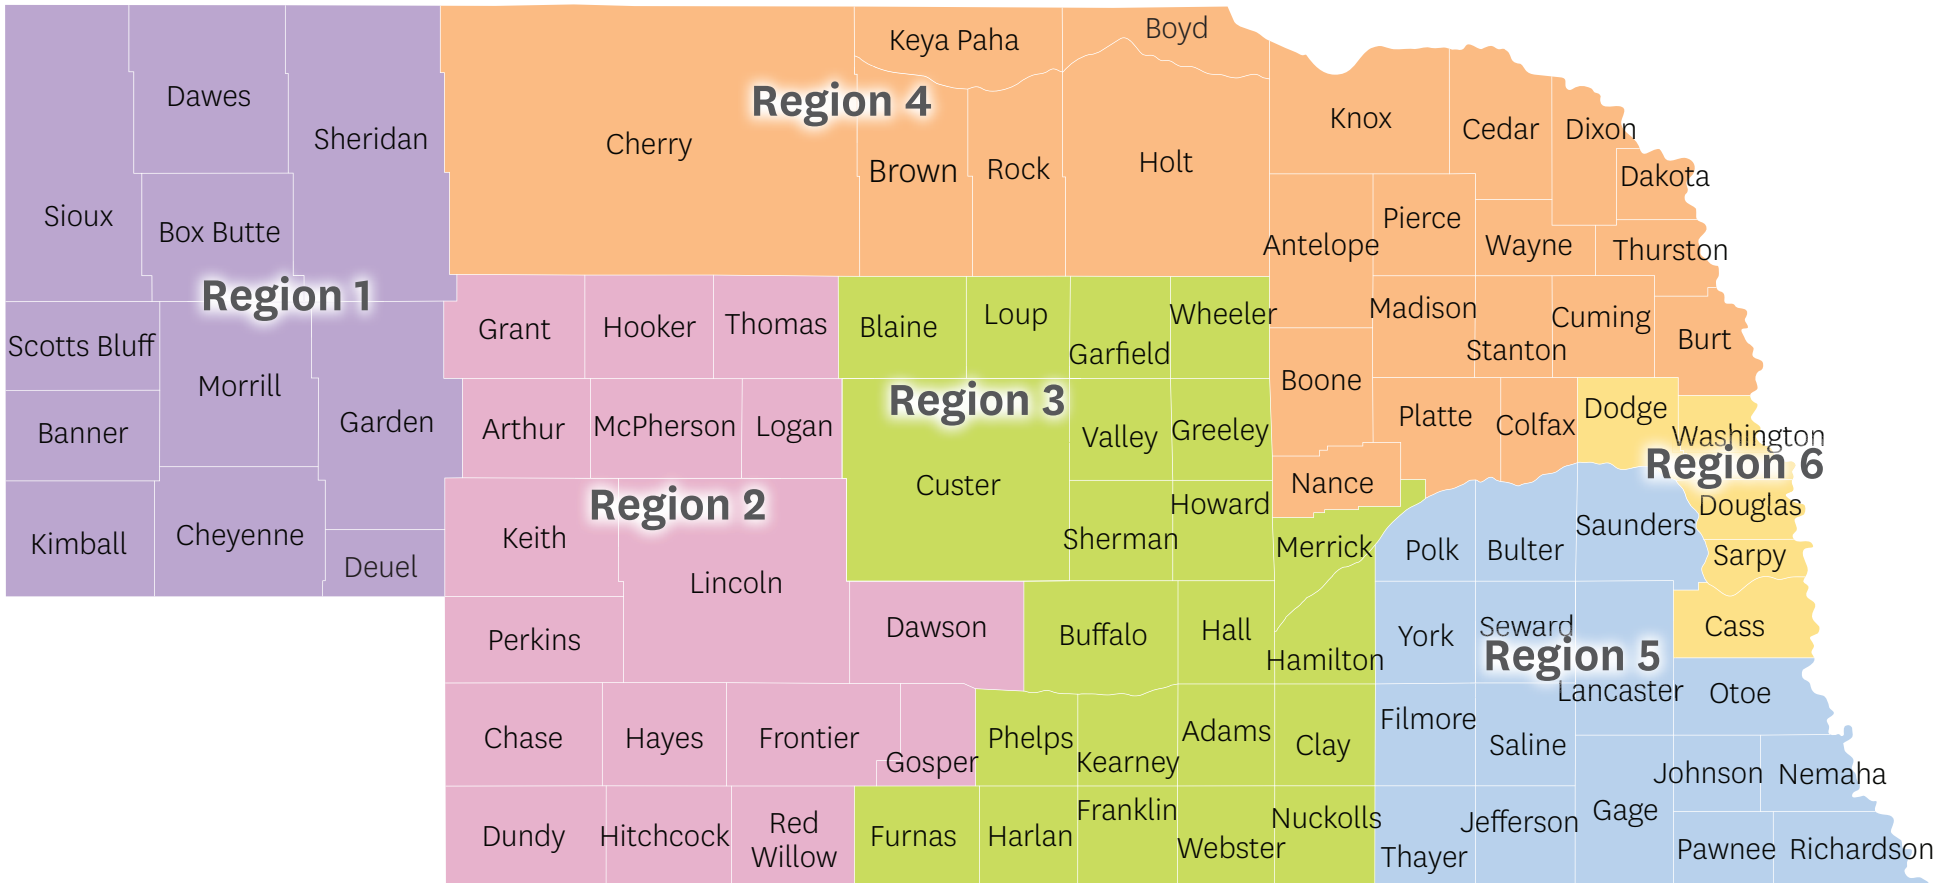 Region 1
Sioux
Dawes
Sheridan
Box Butte
Scotts Bluff
Morrill
Garden
Banner
Kimball
Cheyenne
Deuel
Region 2
Grant
Hooker
Thomas
Arthur
McPherson
Logan
Keith
Lincoln
Perkins
Dawson
Chase
Hayes
Frontier
Gosper
Dundy
Hitchcock
Red
Willow
Region 3
Blaine
Loup
Garfield
Wheeler
Custer
Valley
Greeley
Sherman
Howard
Merrick
Buffalo
Hall
Hamilton
Phelps
Kearney
Adams
Clay
Furnas
Harlan
Franklin
Webster
Nuckolls
Region 4
Cherry
Keya Paha
Boyd
Brown
Rock
Holt
Knox
Cedar
Dixon
Dakota
Antelope
Pierce
Wayne
Thurston
Madison
Stanton
Cuming
Burt
Boone
Platte
Colfax
Nance
Region 5
Polk
Bulter
Saunders
York
Seward
Lancaster
Otoe
Filmore
Saline
Johnson
Nemaha
Thayer
Jefferson
Gage
Pawnee
Richardson
Region 6
Dodge
Washington
Douglas
Sarpy
Cass